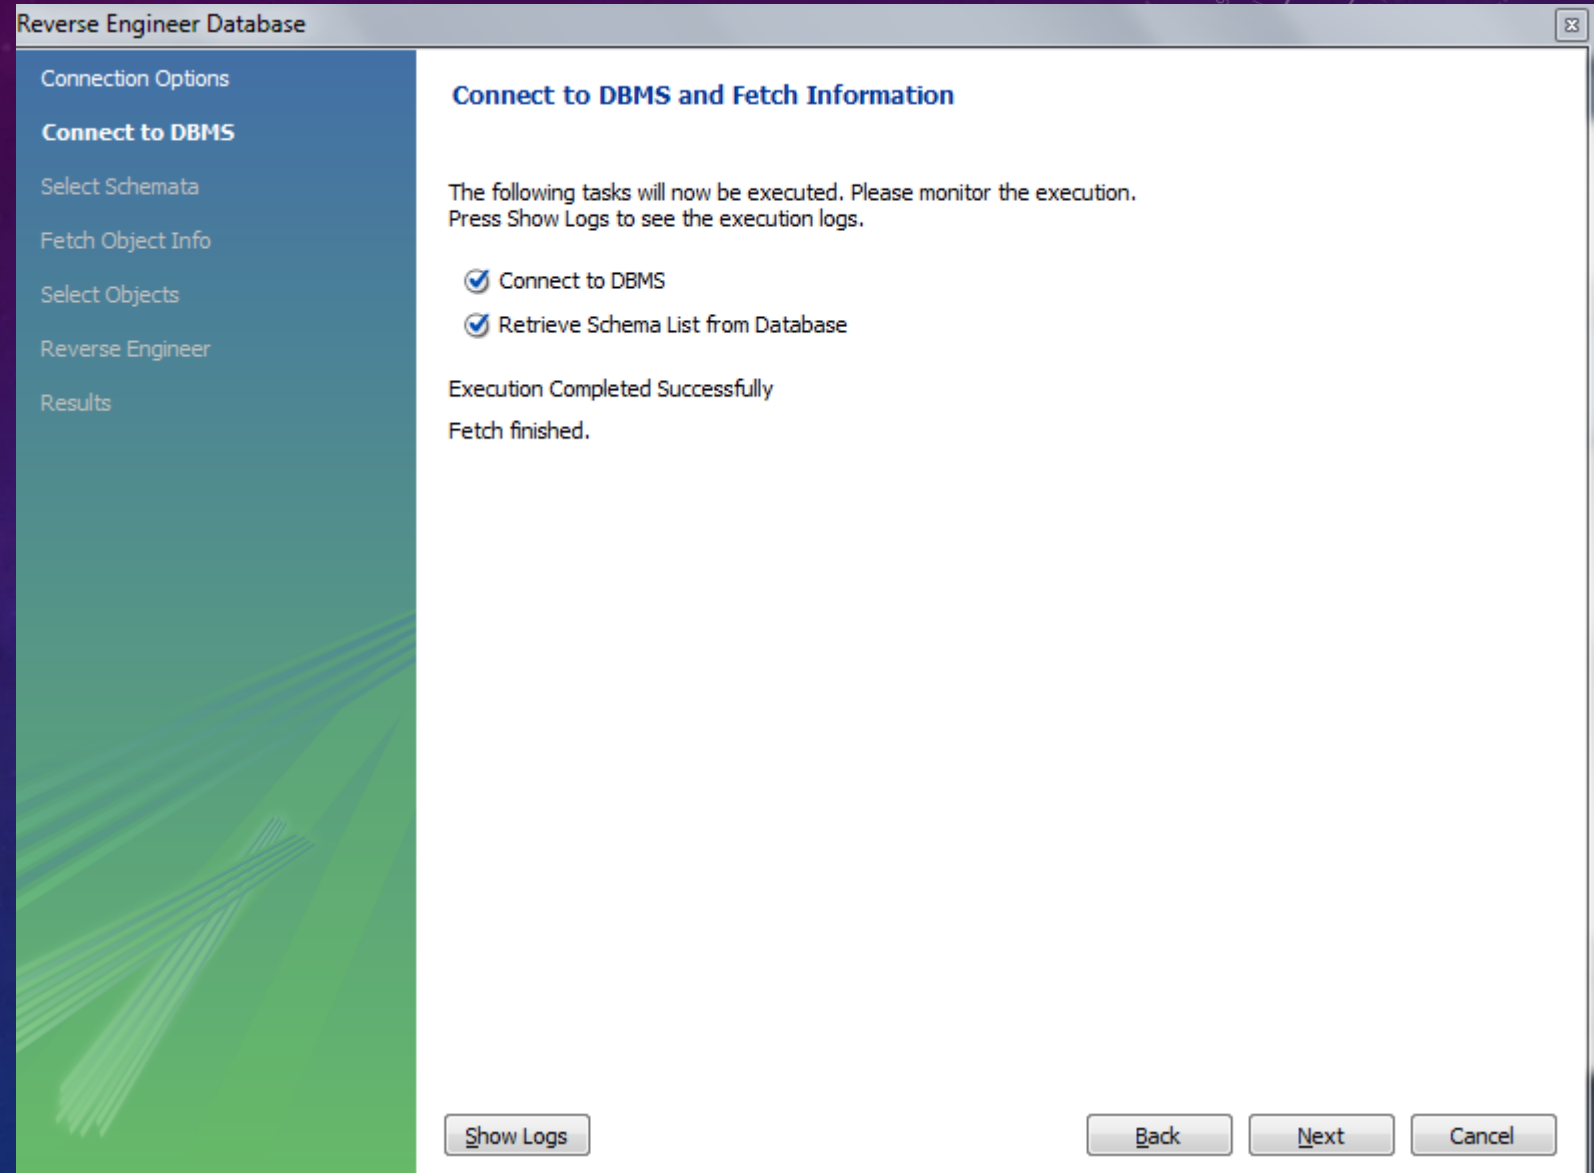 Reverse Engineer Database
Connection Options
Connect to DBMS
Select Schemata
Fetch Object Info
Select Objects
Reverse Engineer
Results
Connect to DBMS and Fetch Information
The following tasks will now be executed. Please monitor the execution.
Press Show Logs to see the execution logs.
Connect to DBMS
Retrieve Schema List from Database
Execution Completed Successfully
Fetch finished.
Show Logs
Back
Next
Cancel